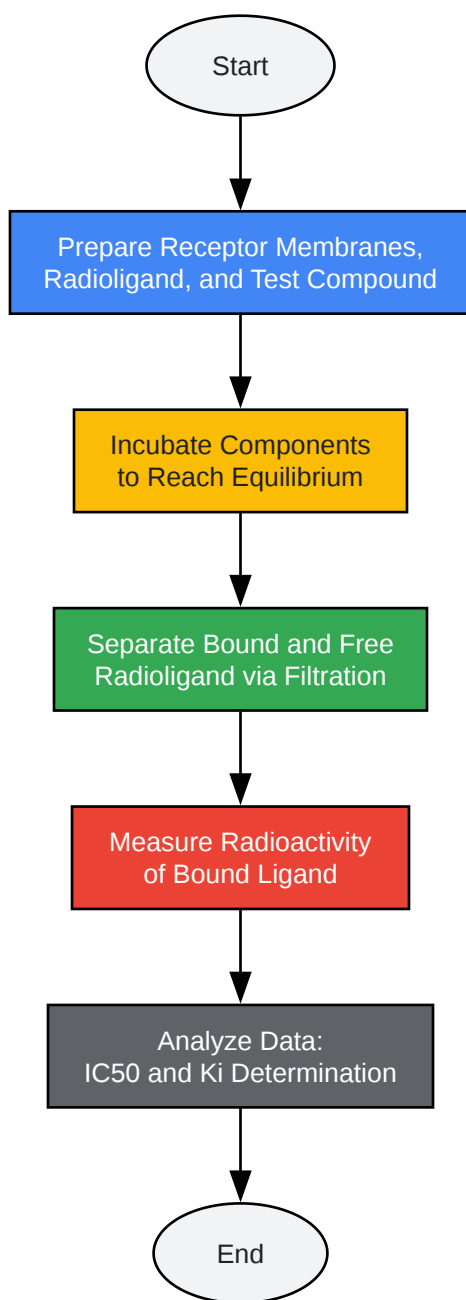 Start
Prepare Receptor Membranes,
Radioligand, and Test Compound
Incubate Components
to Reach Equilibrium
Separate Bound and Free
Radioligand via Filtration
Measure Radioactivity
of Bound Ligand
Analyze Data:
IC50 and Ki Determination
End